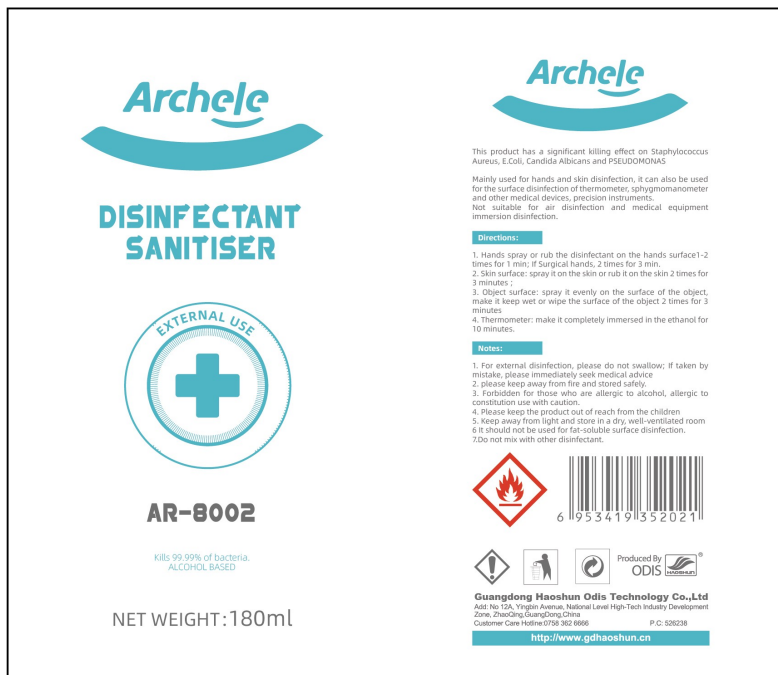 Archele
DISINFECTANT
SANITISER
EXTERNAL USE
AR-8002
Kills 99.99% of bacteria.
ALCOHOL BASED
NET WEIGHT:180ml
Archele
This product has a significant killing effect on Staphylococcus
Aureus, E.Coli, Candida Albicans and PSEUDOMONAS
Mainly used for hands and skin disinfection, it can also be used
for the surface disinfection of thermometer, sphygmomanometer
and other medical devices, precision instruments.
Not suitable for air disinfection and medical equipment
immersion disinfection.
Directions:
1. Hands spray or rub the disinfectant on the hands surface1-2
times for 1 min; If Surgical hands, 2 times for 3 min.
2. Skin surface: spray it on the skin or rub it on the skin 2 times for
3 minutes ;
3. Object surface: spray it evenly on the surface of the object,
make it keep wet or wipe the surface of the object 2 times for 3
minutes
4. Thermometer: make it completely immersed in the ethanol for
10 minutes.
Notes:
1. For external disinfection, please do not swallow; If taken by
mistake, please immediately seek medical advice
2. please keep away from fire and stored safely.
3. Forbidden for those who are allergic to alcohol, allergic to
constitution use with caution.
4. Please keep the product out of reach from the children
5. Keep away from light and store in a dry, well-ventilated room
6 It should not be used for fat-soluble surface disinfection.
7.Do not mix with other disinfectant.
6 953419 352021
Produced By
ODIS
HAOSHUN®
Guangdong Haoshun Odis Technology Co.,Ltd
Add: No 12A, Yingbin Avenue, National Level High-Tech Industry Development
Zone, ZhaoQing,GuangDong,China
Customer Care Hotline:0758 362 6666 P.C: 526238
http://www.gdhaoshun.cn